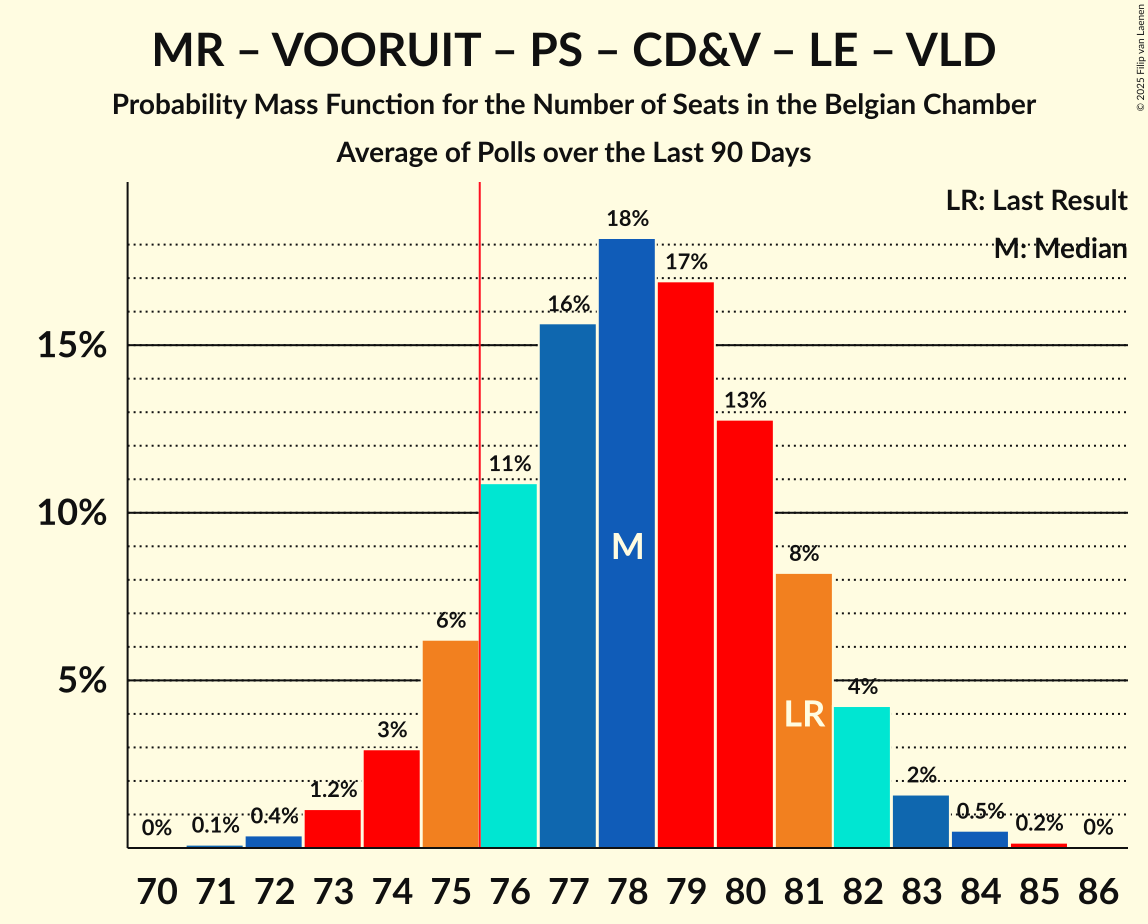 MR – VOORUIT – PS – CD&V – LE – VLD
Probability Mass Function for the Number of Seats in the Belgian Chamber
Average of Polls over the Last 90 Days
© 2025 Filip van Laenen
LR: Last Result
M: Median
15%
10%
5%
0%
0.1%
0.4%
1.2%
3%
6%
11%
16%
18%
17%
13%
8%
4%
2%
0.5%
0.2%
0%
M
LR
70 71 72 73 74 75 76 77 78 79 80 81 82 83 84 85 86